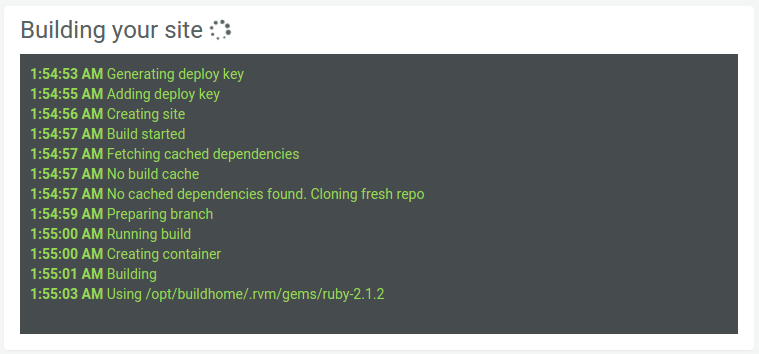 Building your site
1:54:53 AM Generating deploy key
1:54:55 AM Adding deploy key
1:54:56 AM Creating site
1:54:57 AM Build started
1:54:57 AM Fetching cached dependencies
1:54:57 AM No build cache
1:54:57 AM No cached dependencies found. Cloning fresh repo
1:54:59 AM Preparing branch
1:55:00 AM Running build
1:55:00 AM Creating container
1:55:01 AM Building
1:55:03 AM Using /opt/buildhome/.rvm/gems/ruby-2.1.2